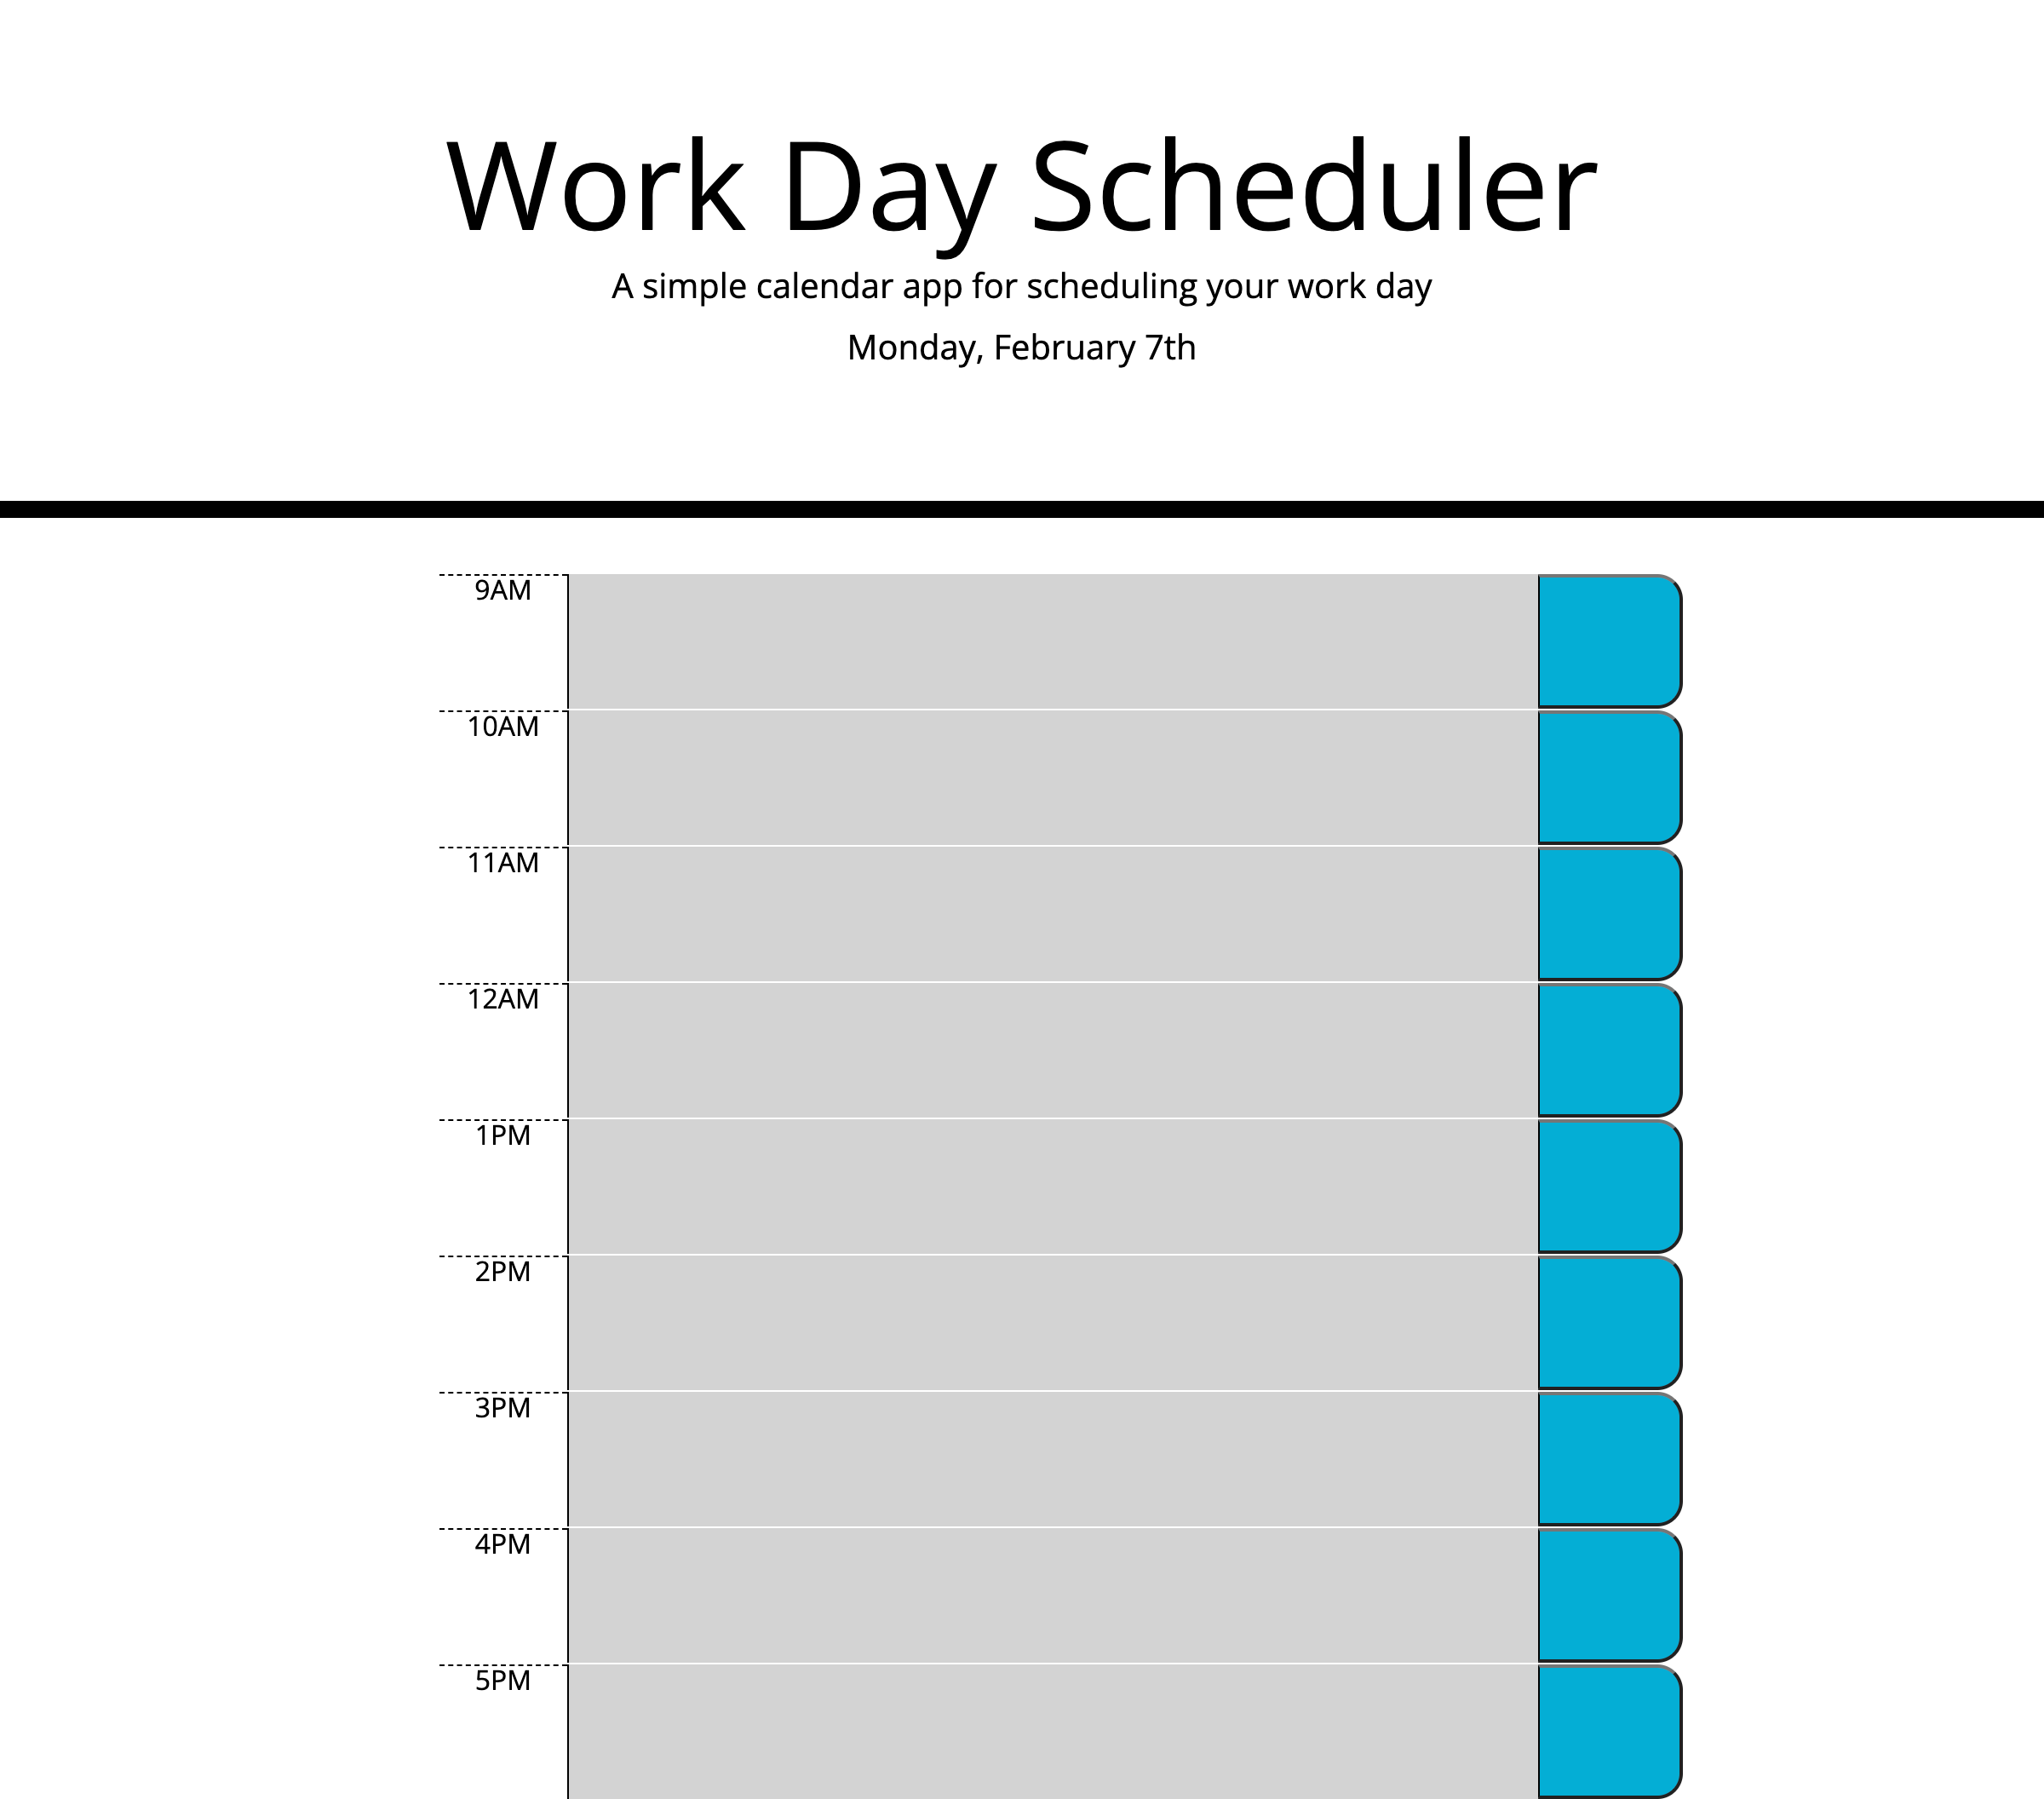 Work Day Scheduler
A simple calendar app for scheduling your work day
Monday, February 7th
9AM
10AM
11AM
12AM
1PM
2PM
3PM
4PM
5PM